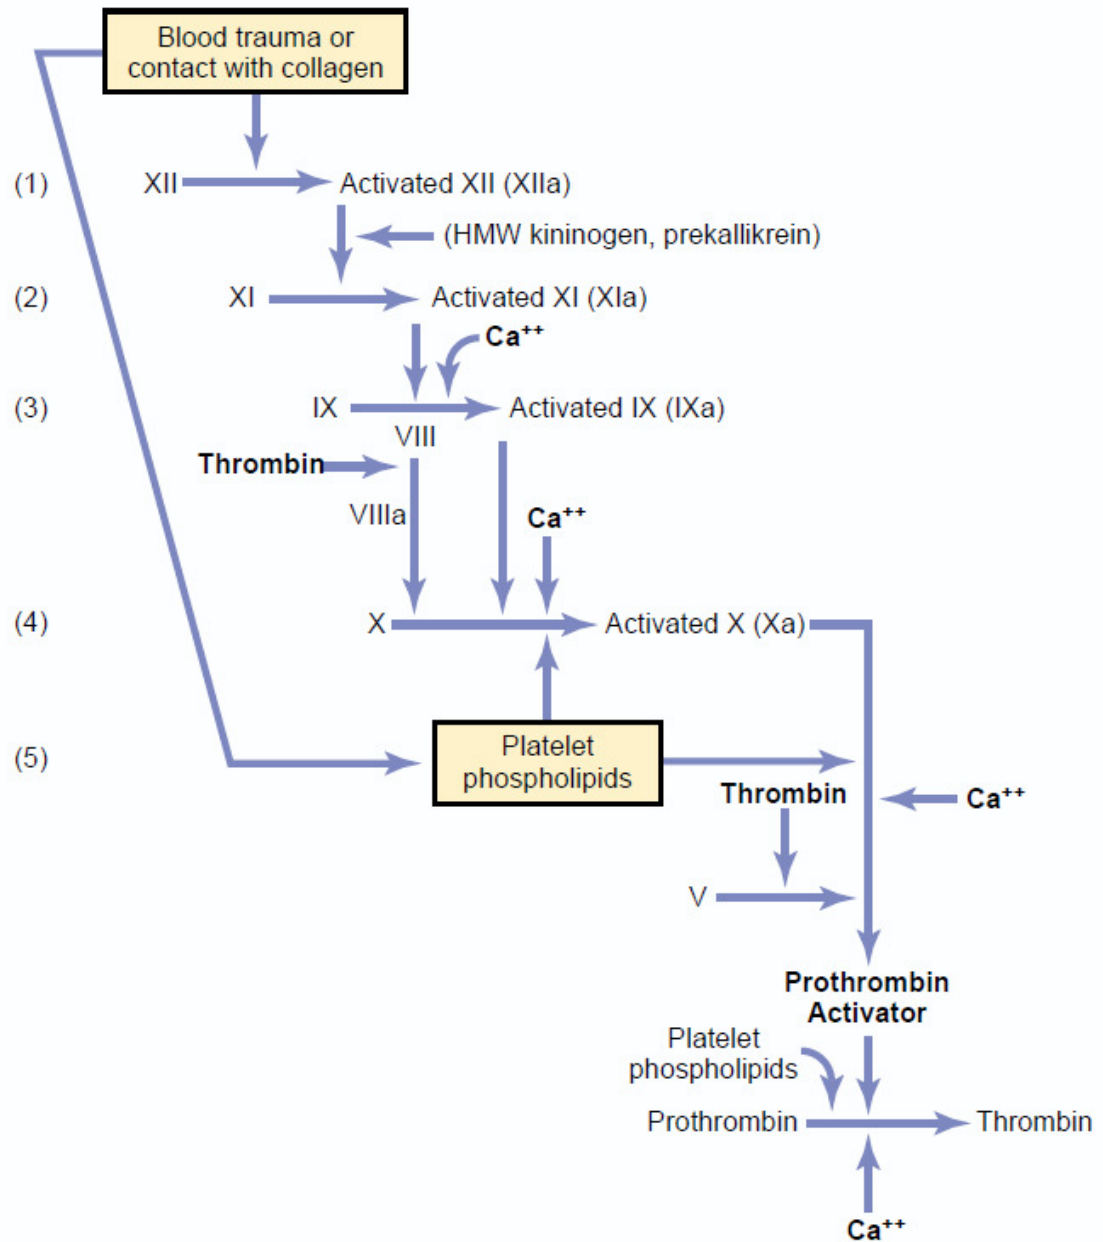 Blood trauma or
contact with collagen
(1) XII Activated XII (XIIa)
(HMW kininogen, prekallikrein)
(2) XI Activated XI (XIa)
Ca⁺⁺
(3) IX Activated IX (IXa)
VIII
Thrombin
VIIIa
Ca⁺⁺
(4) X Activated X (Xa)
(5) Platelet
phospholipids
Thrombin Ca⁺⁺
V
Prothrombin
Activator
Platelet
phospholipids
Prothrombin Thrombin
Ca⁺⁺